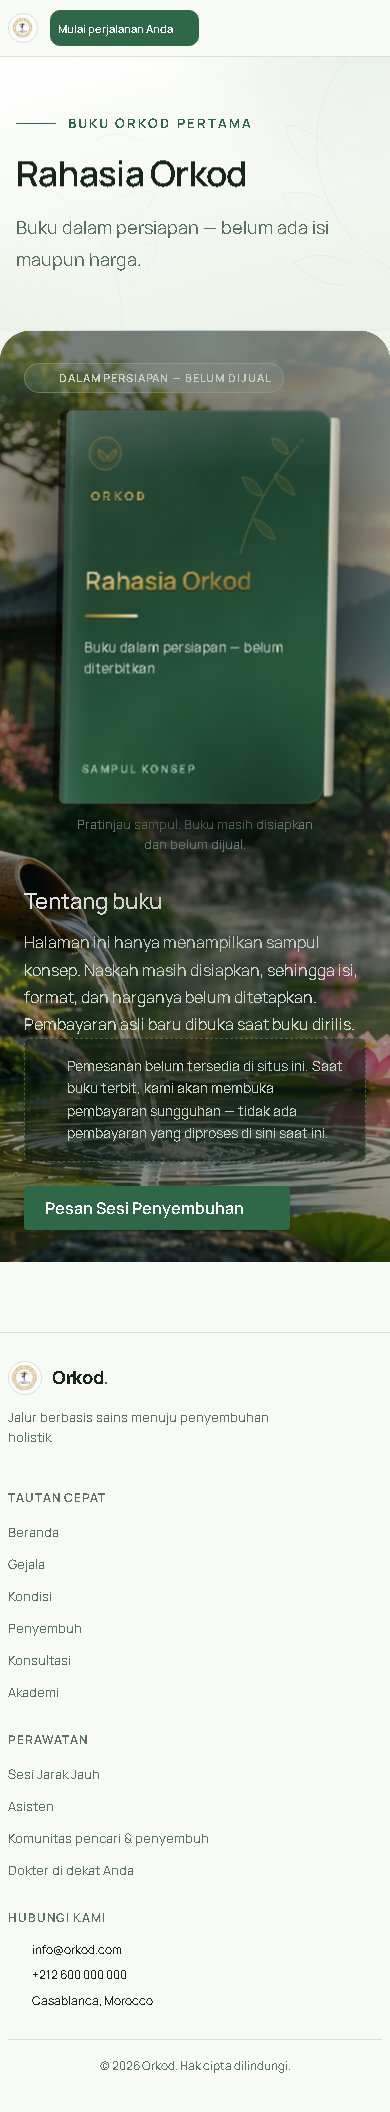 Mulai perjalanan Anda
BUKU ORKOD PERTAMA
Rahasia Orkod
Buku dalam persiapan — belum ada isi
maupun harga.
DALAM PERSIAPAN — BELUM DIJUAL
ORKOD
Rahasia Orkod
Buku dalam persiapan — belum
diterbitkan
SAMPUL KONSEP
Pratinjau sampul. Buku masih disiapkan
dan belum dijual.
Tentang buku
Halaman ini hanya menampilkan sampul
konsep. Naskah masih disiapkan, sehingga isi,
format, dan harganya belum ditetapkan.
Pembayaran asli baru dibuka saat buku dirilis.
Pemesanan belum tersedia di situs ini. Saat
buku terbit, kami akan membuka
pembayaran sungguhan — tidak ada
pembayaran yang diproses di sini saat ini.
Pesan Sesi Penyembuhan
Orkod.
Jalur berbasis sains menuju penyembuhan
holistik.
TAUTAN CEPAT
Beranda
Gejala
Kondisi
Penyembuh
Konsultasi
Akademi
PERAWATAN
Sesi Jarak Jauh
Asisten
Komunitas pencari & penyembuh
Dokter di dekat Anda
HUBUNGI KAMI
info@orkod.com
+212 600 000 000
Casablanca, Morocco
© 2026 Orkod. Hak cipta dilindungi.